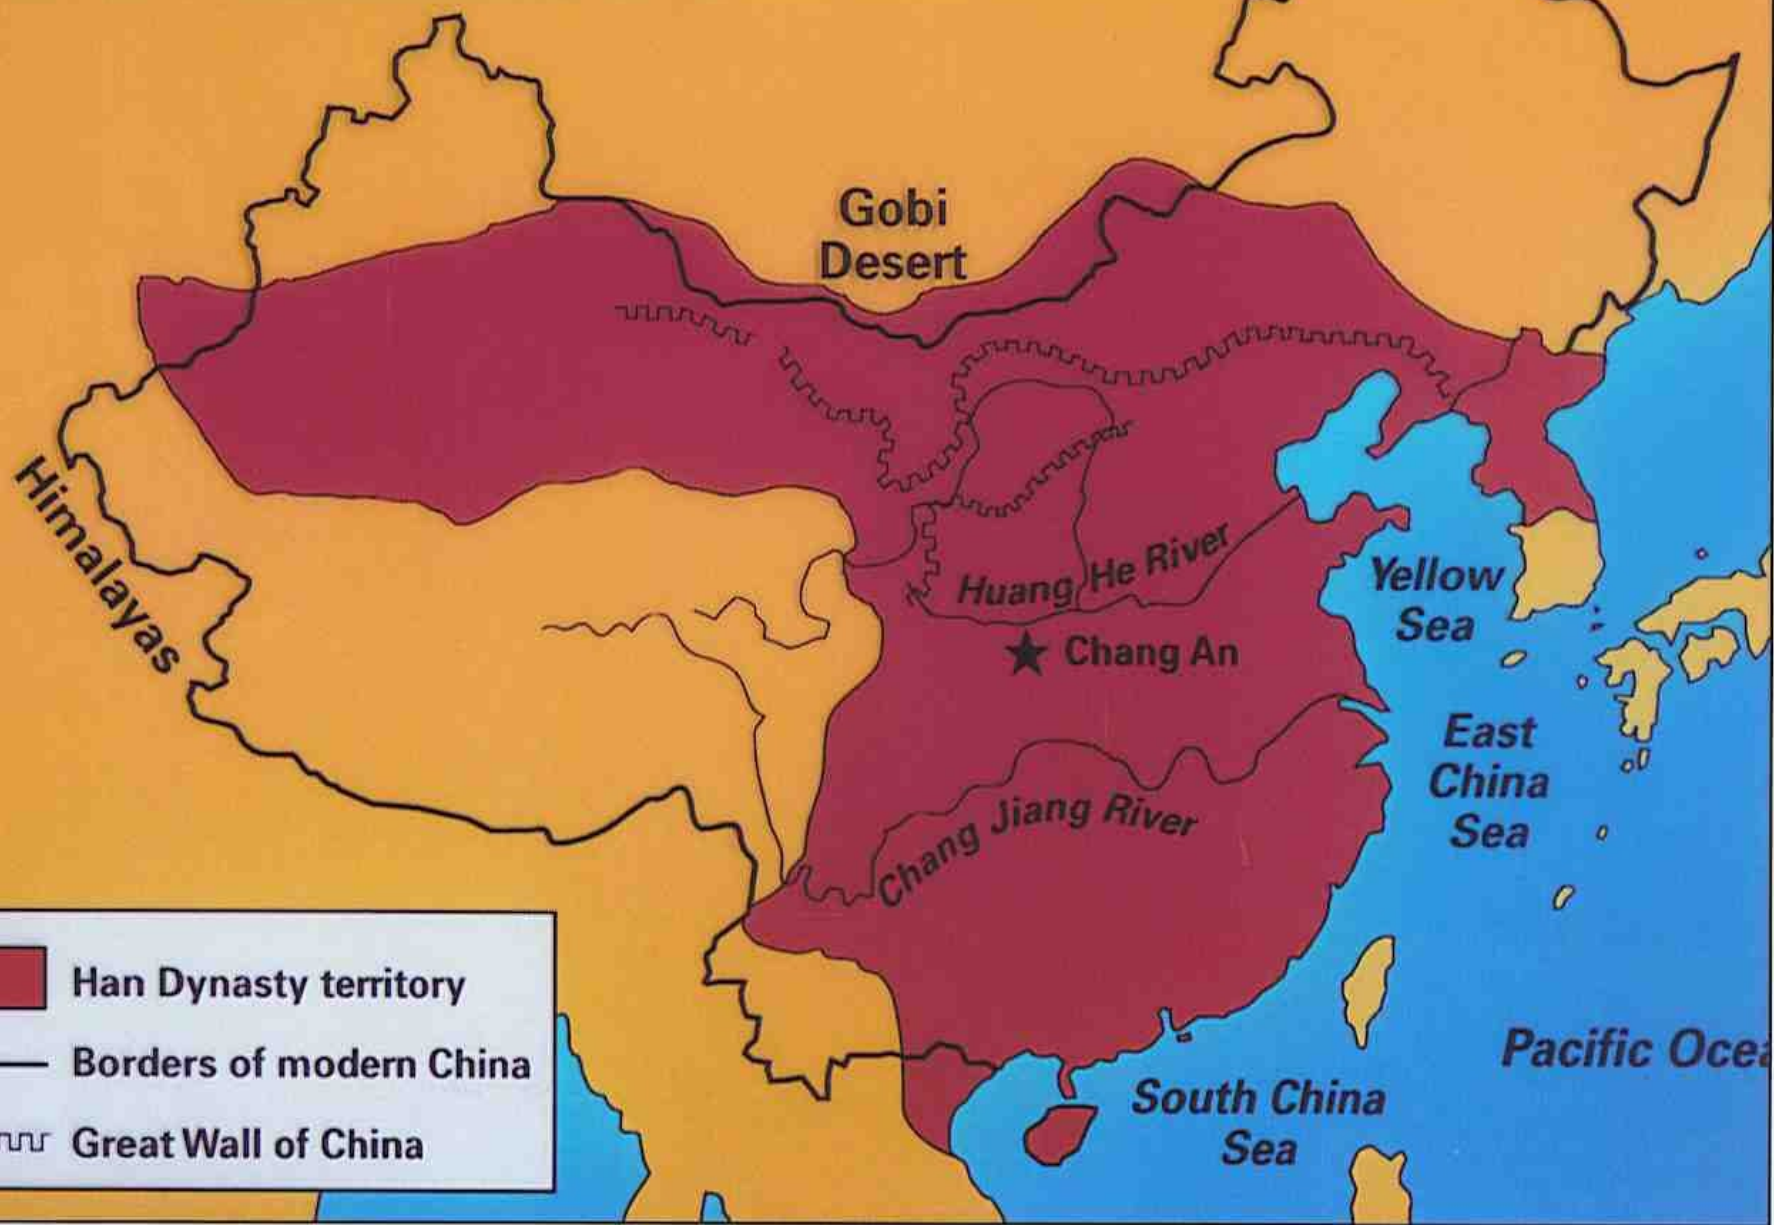 Gobi
Desert
Himalayas
Huang He River
Yellow
Sea
Chang An
East
China
Sea
Chang Jiang River
Han Dynasty territory
Borders of modern China
Great Wall of China
Pacific Ocea
South China
Sea